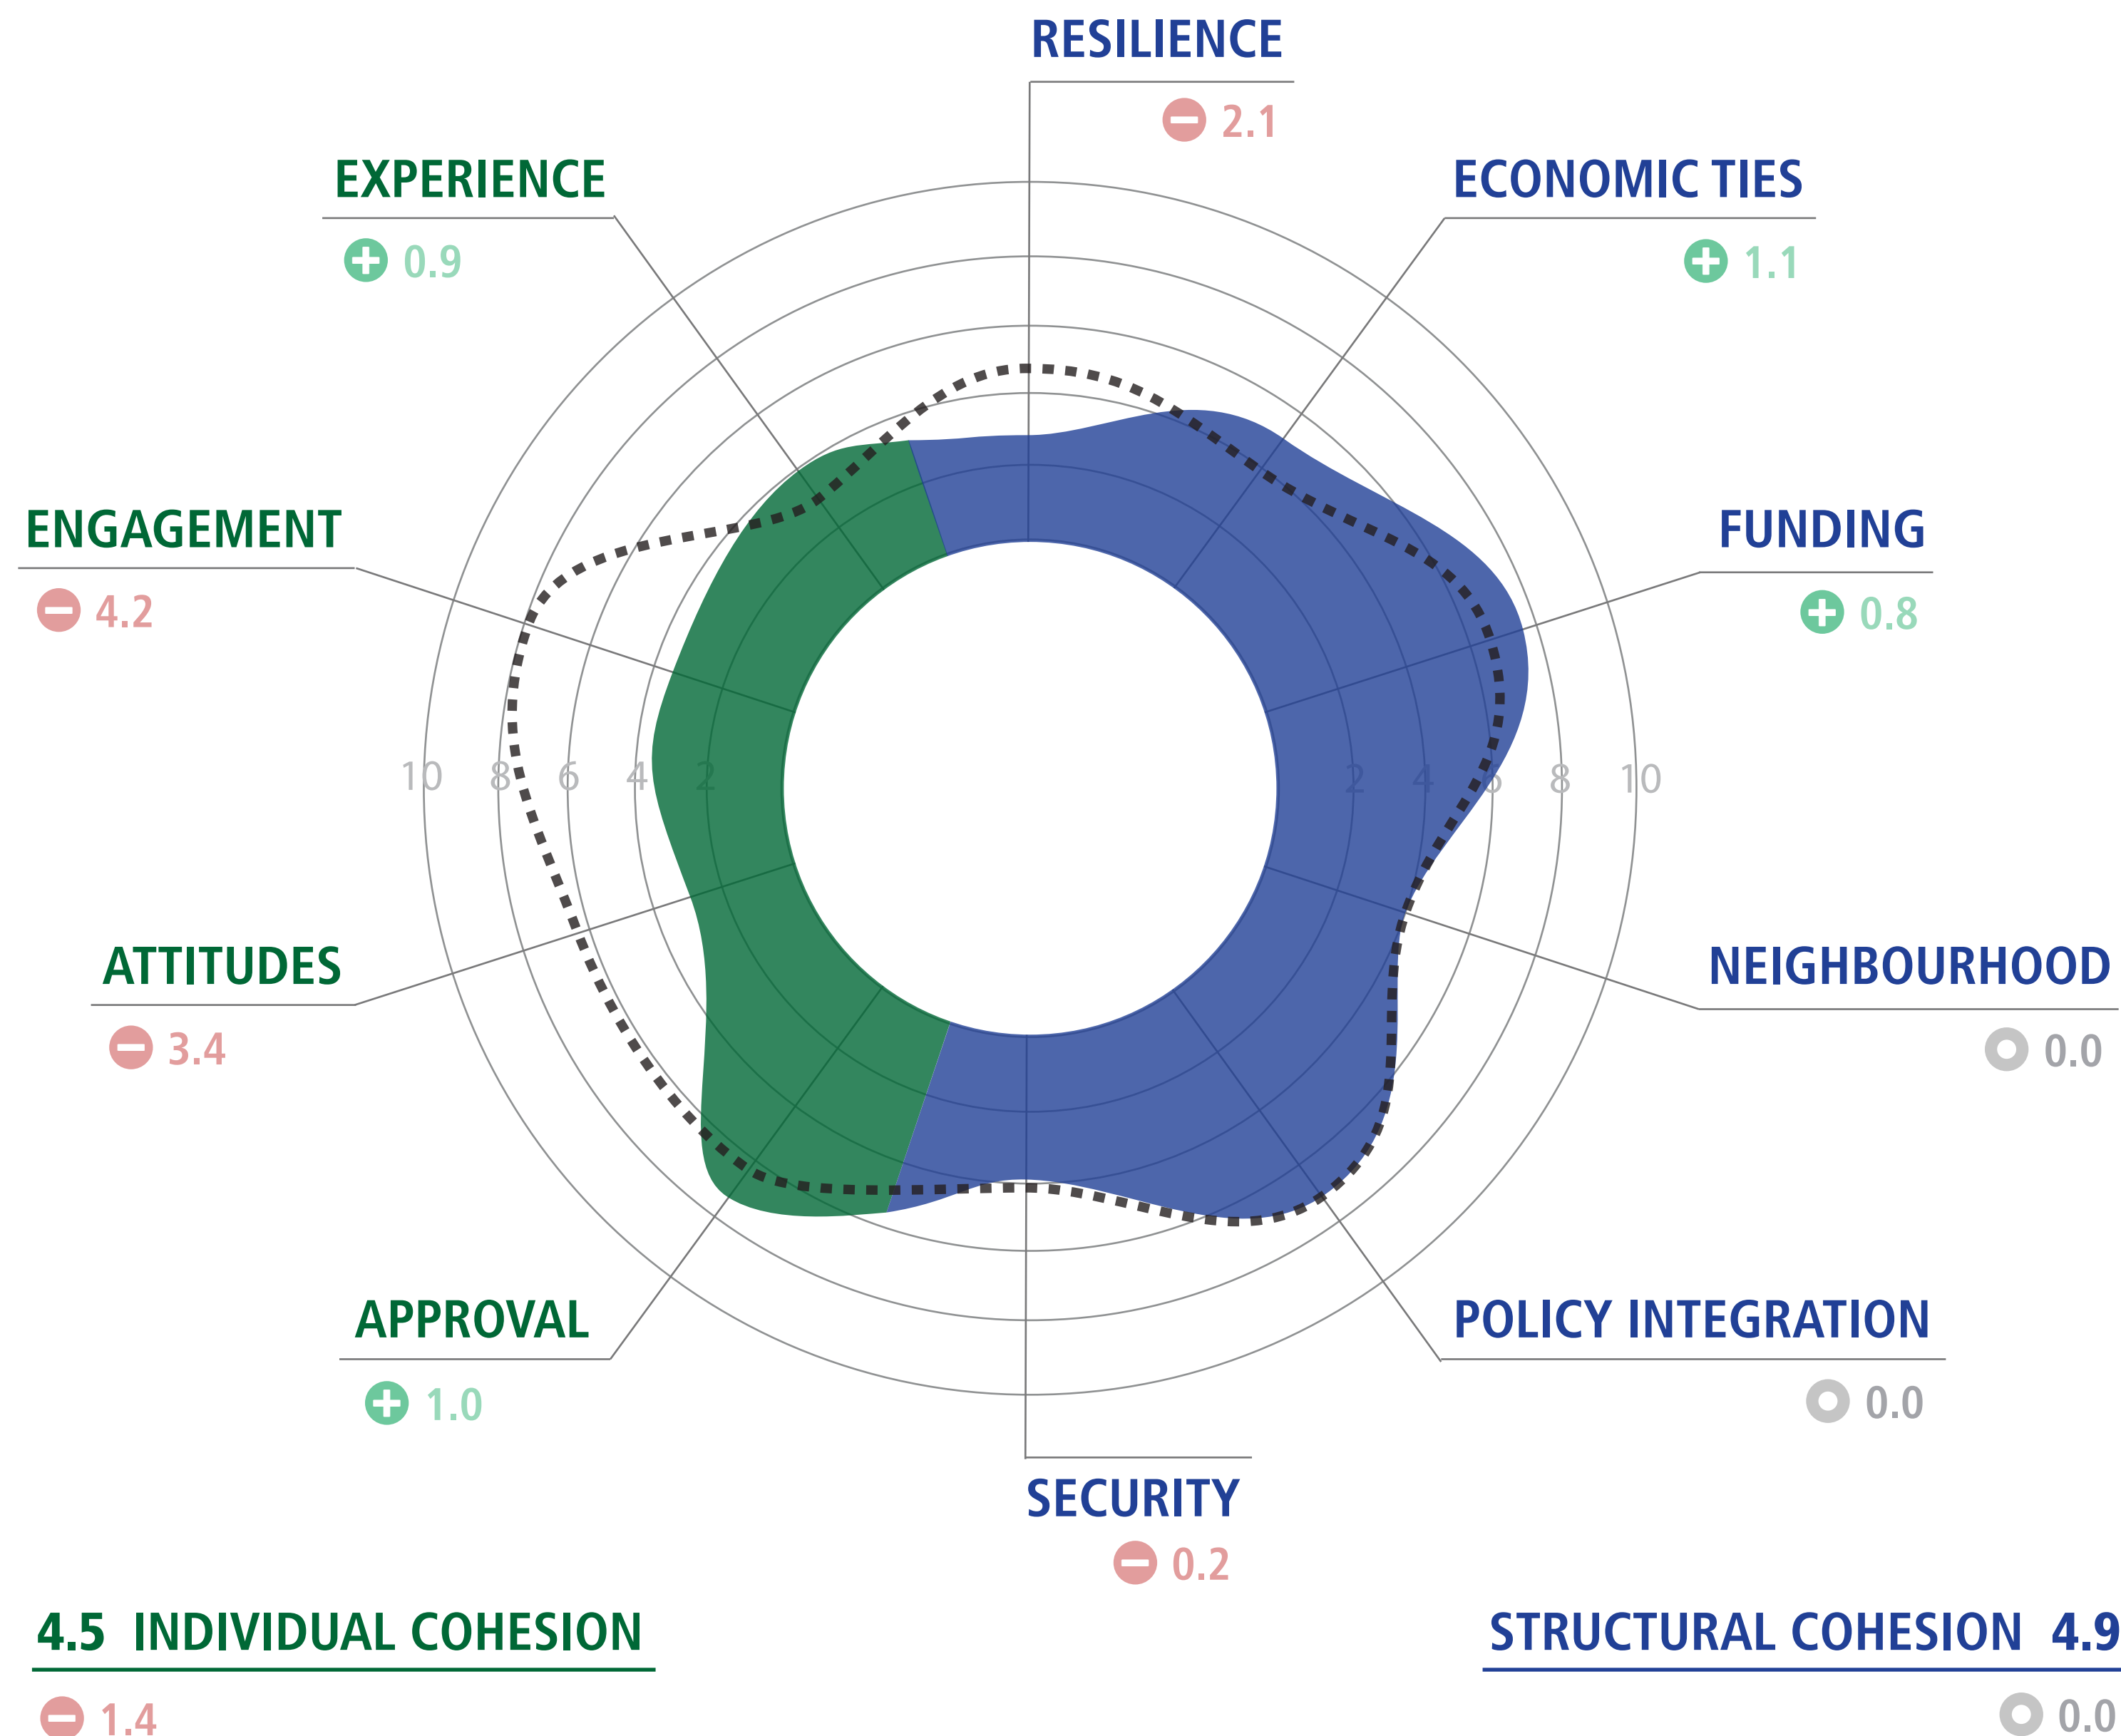 RESILIENCE
2.1
EXPERIENCE
0.9
ECONOMIC TIES
1.1
ENGAGEMENT
4.2
FUNDING
0.8
10 8 6 4 2 2 4 6 8 10
ATTITUDES
3.4
NEIGHBOURHOOD
0.0
APPROVAL
1.0
POLICY INTEGRATION
0.0
SECURITY
0.2
4.5 INDIVIDUAL COHESION
1.4
STRUCTURAL COHESION 4.9
0.0